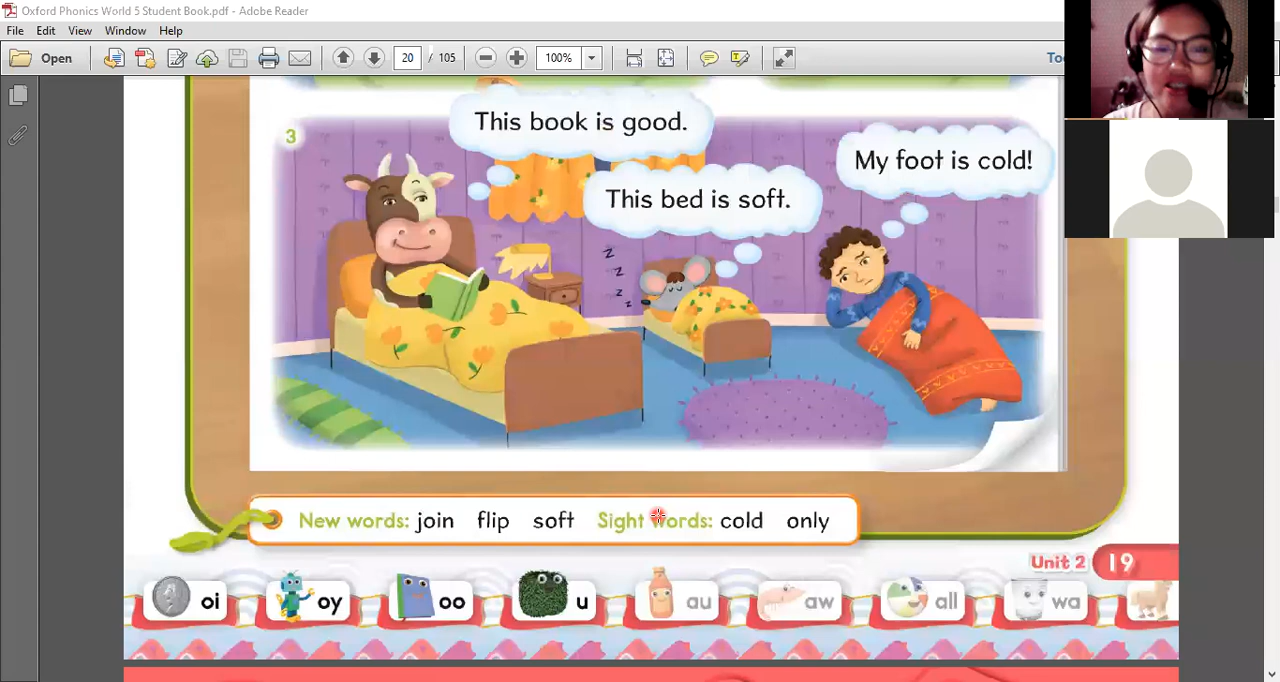 Oxford Phonics World 5 Student Book.pdf - Adobe Reader
File Edit View Window Help
Open 20 / 105 100%
3
This book is good.
This bed is soft.
My foot is cold!
z
z
z
z
New words: join flip soft Sight words: cold only
Unit 2 19
oi oy oo u au aw all wa